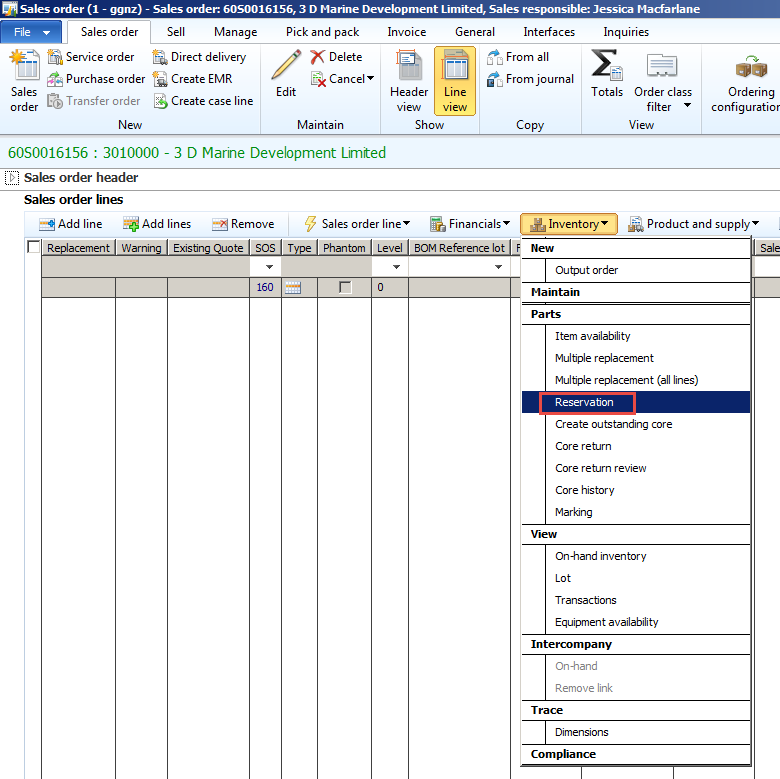 Sales order (1 - ggnz) - Sales order: 60S0016156, 3 D Marine Development Limited, Sales responsible: Jessica Macfarlane
File Sales order Sell Manage Pick and pack Invoice General Interfaces Inquiries
Sales order
Service order
Purchase order
Transfer order
Direct delivery
Create EMR
Create case line
New
Edit
Delete
Cancel
Maintain
Header view
Line view
Show
From all
From journal
Copy
Totals
Order class filter
View
Ordering
configuration
60S0016156 : 3010000 - 3 D Marine Development Limited
Sales order header
Sales order lines
Add line Add lines Remove Sales order line Financials Inventory Product and supply
Replacement Warning Existing Quote SOS Type Phantom Level BOM Reference lot Sale
160 0
New
Output order
Maintain
Parts
Item availability
Multiple replacement
Multiple replacement (all lines)
Reservation
Create outstanding core
Core return
Core return review
Core history
Marking
View
On-hand inventory
Lot
Transactions
Equipment availability
Intercompany
On-hand
Remove link
Trace
Dimensions
Compliance